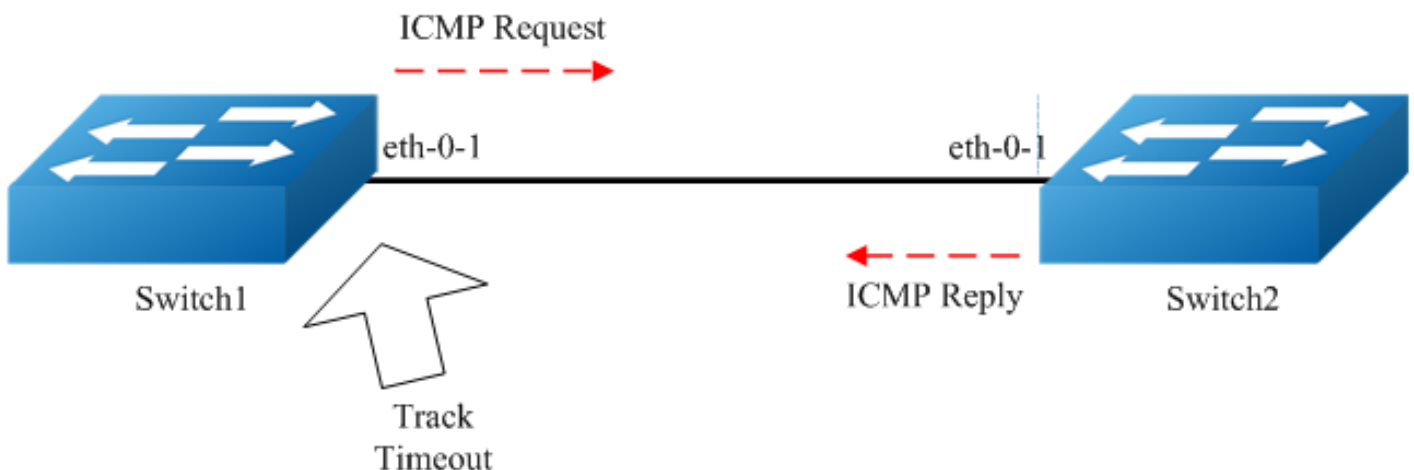 ICMP Request
eth-0-1
eth-0-1
Switch1
ICMP Reply
Switch2
Track
Timeout